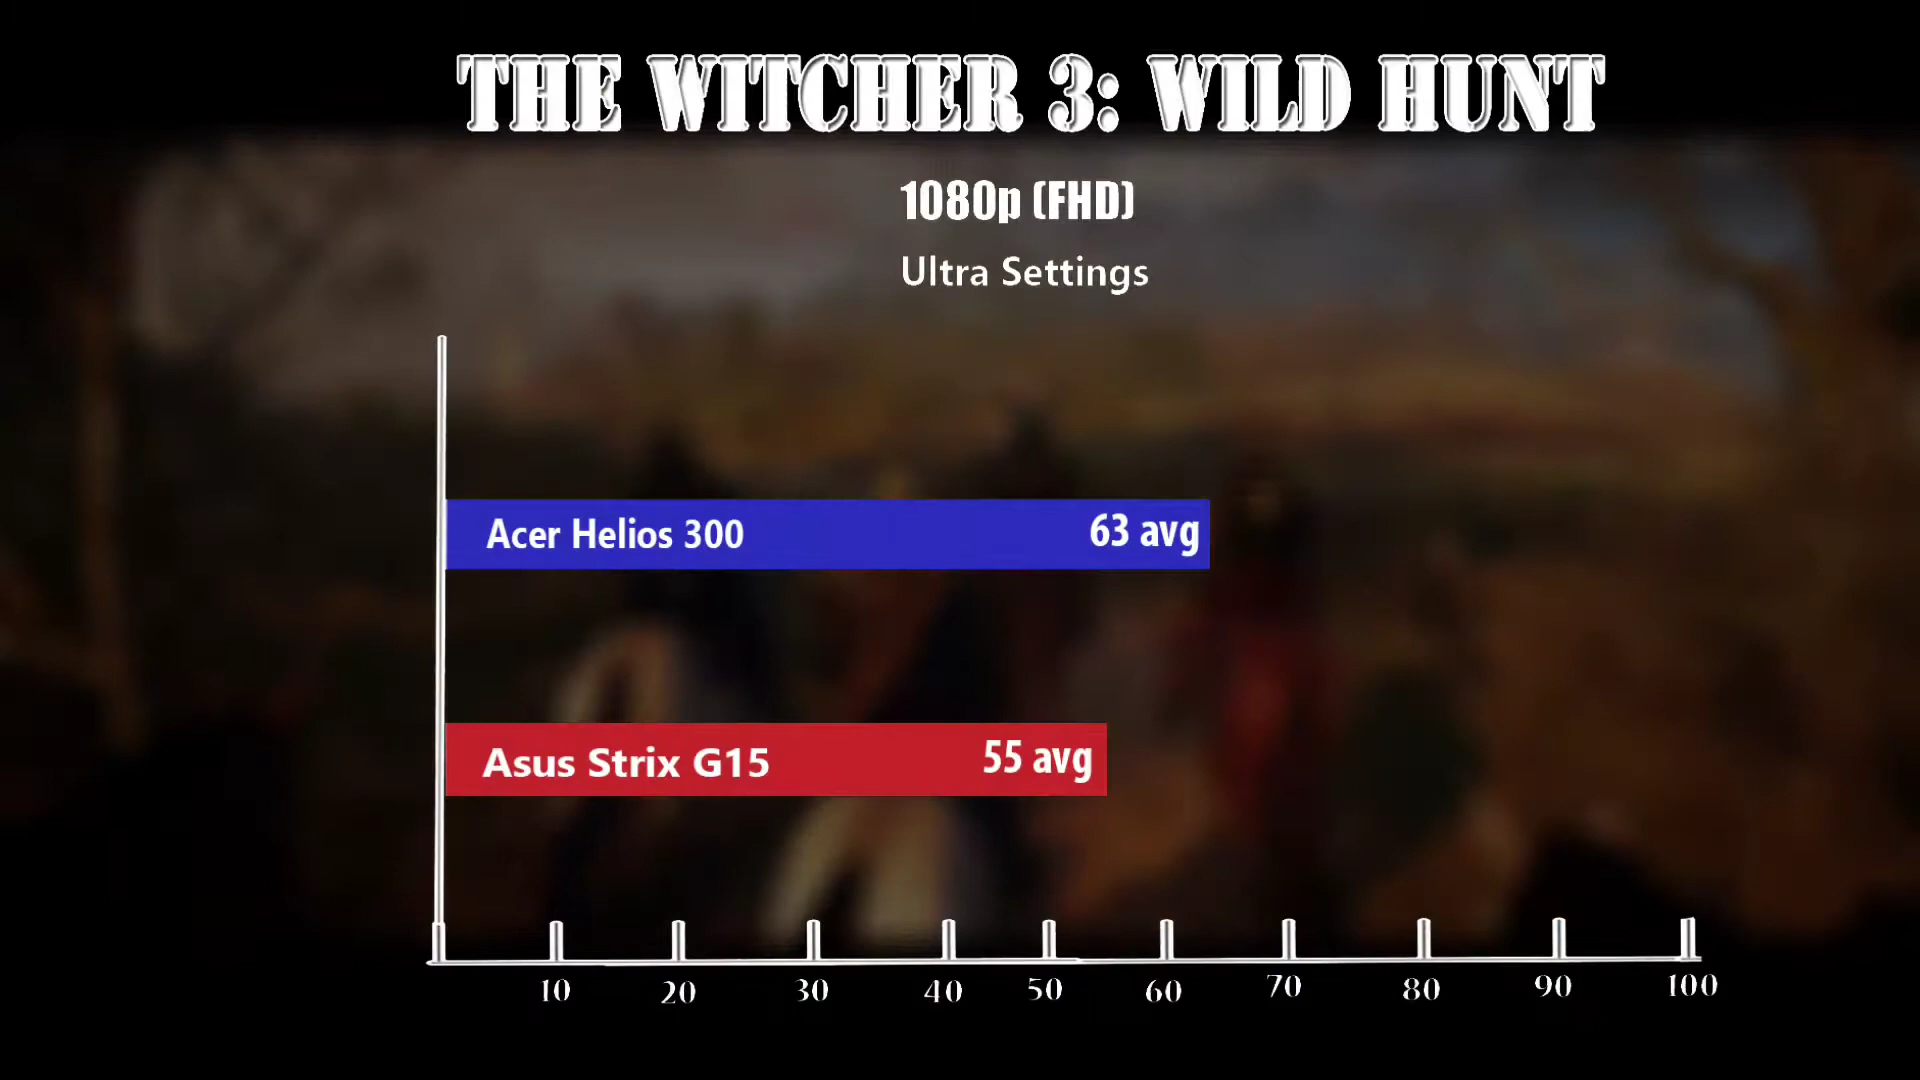 THE WITCHER 3: WILD HUNT
1080p (FHD)
Ultra Settings
Acer Helios 300 63 avg
Asus Strix G15 55 avg
10 20 30 40 50 60 70 80 90 100